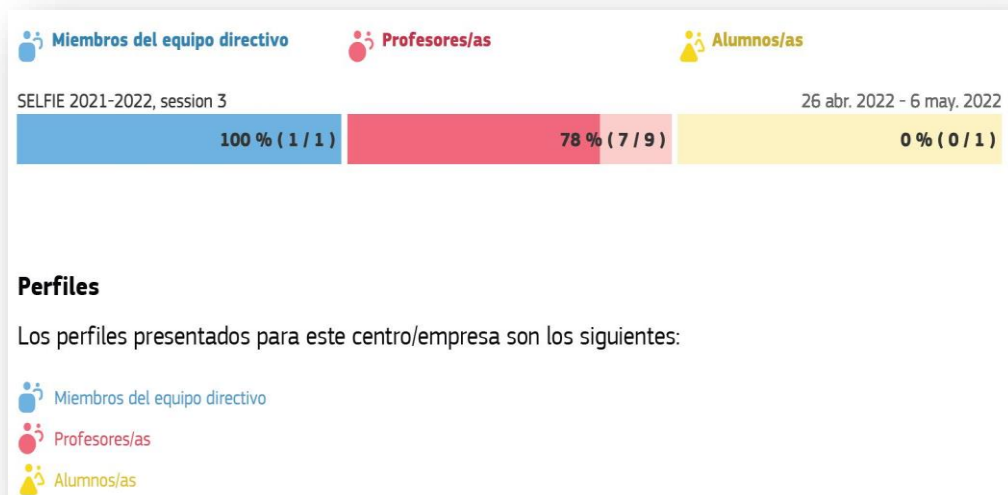 Miembros del equipo directivo Profesores/as Alumnos/as
SELFIE 2021-2022, session 3 26 abr. 2022 - 6 may. 2022
100 % ( 1 / 1 ) 78 % ( 7 / 9 ) 0 % ( 0 / 1 )
Perfiles
Los perfiles presentados para este centro/empresa son los siguientes:
Miembros del equipo directivo
Profesores/as
Alumnos/as